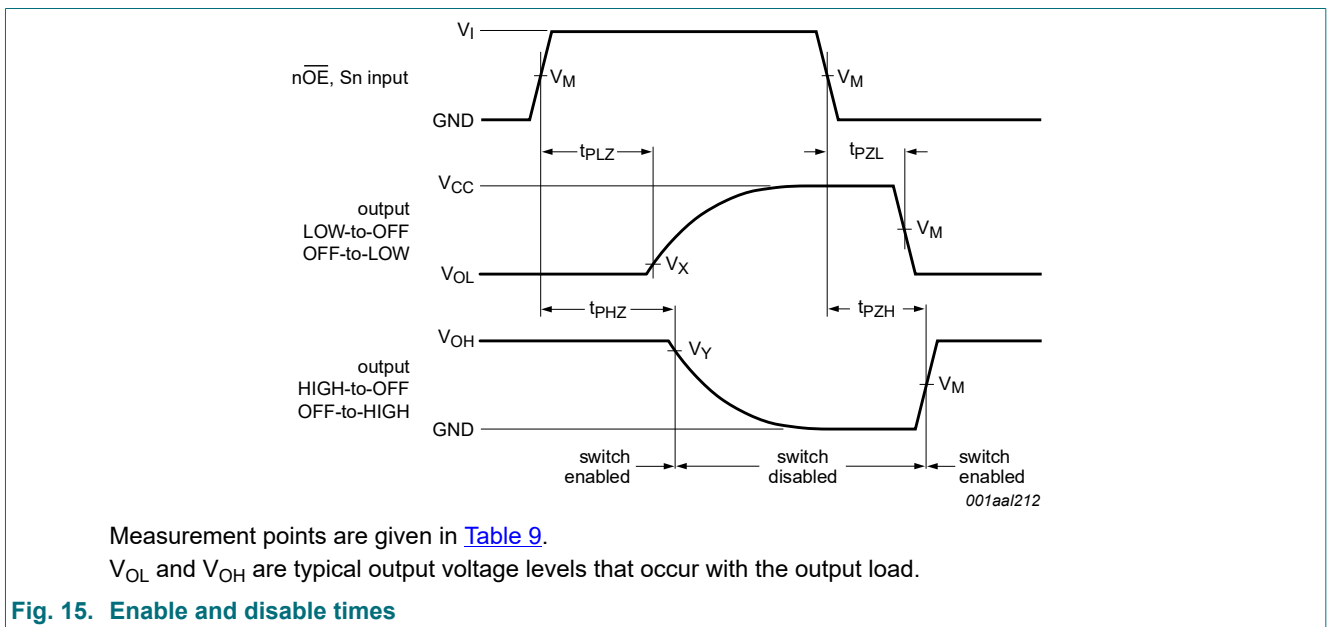 V_I
nOE, Sn input
V_M
V_M
GND
t_PLZ
t_PZL
V_CC
output
LOW-to-OFF
OFF-to-LOW
V_M
V_X
V_OL
t_PHZ
t_PZH
V_OH
V_Y
output
HIGH-to-OFF
OFF-to-HIGH
V_M
GND
switch
enabled
switch
disabled
switch
enabled
001aal212
Measurement points are given in Table 9.
V_OL and V_OH are typical output voltage levels that occur with the output load.
Fig. 15. Enable and disable times